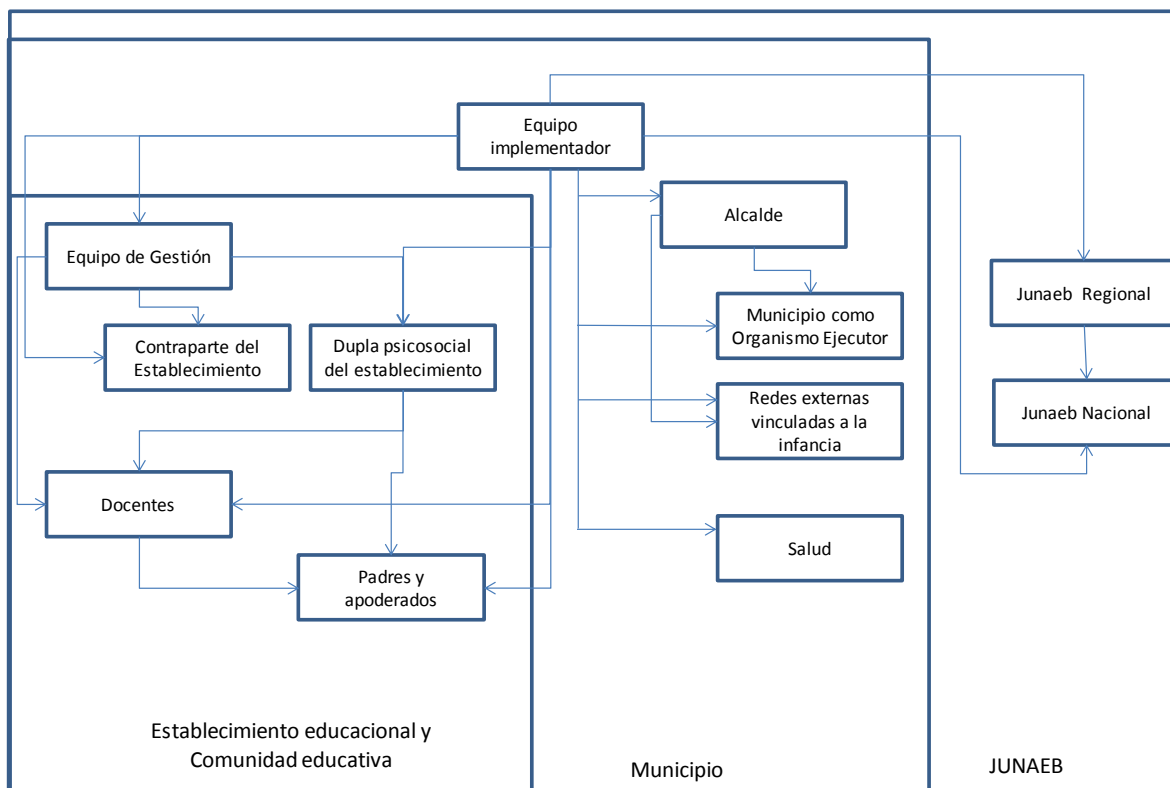 Equipo
implementador
Alcalde
Equipo de Gestión
Junaeb Regional
Municipio como
Organismo Ejecutor
Contraparte del
Establecimiento
Dupla psicosocial
del establecimiento
Redes externas
vinculadas a la
infancia
Junaeb Nacional
Docentes
Salud
Padres y
apoderados
Establecimiento educacional y
Comunidad educativa
Municipio
JUNAEB